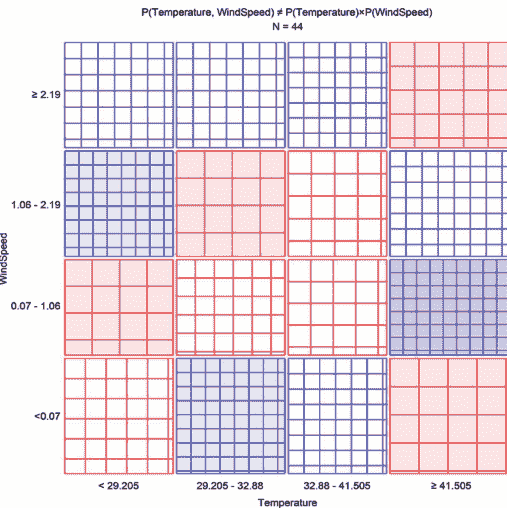 P(Temperature, WindSpeed) ≠ P(Temperature)×P(WindSpeed)
N = 44
≥ 2.19
1.06 - 2.19
WindSpeed
0.07 - 1.06
<0.07
< 29.205
29.205 - 32.88
32.88 - 41.505
≥ 41.505
Temperature